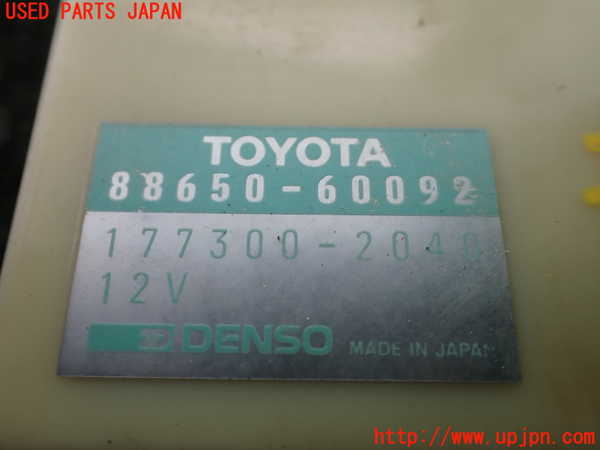 USED PARTS JAPAN
TOYOTA
88650-60092
177300-2040
12V
DENSO MADE IN JAPAN
http://www.upjpn.com/